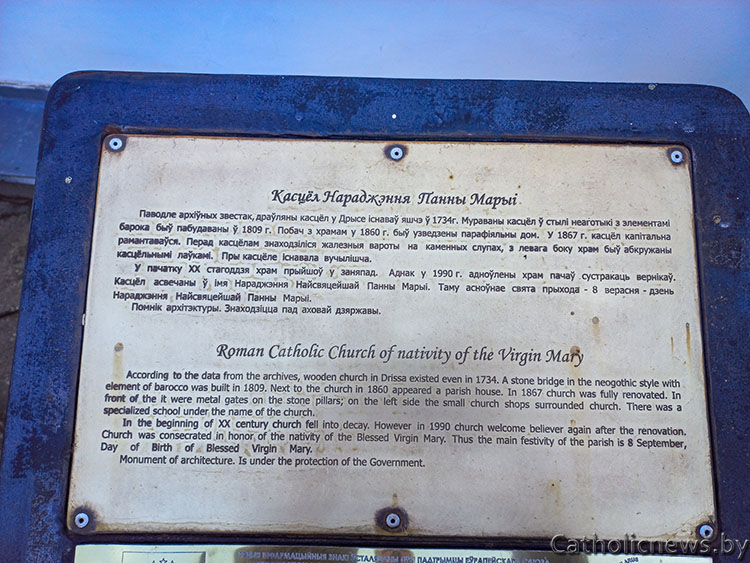 Касцёл Нараджэння Панны Марыі
Паводле архіўных звестак, драўляны касцёл у Дрысе існаваў яшчэ ў 1734г. Мураваны касцёл ў стылі неаготыкі з элементамі
барока быў пабудаваны ў 1809 г. Побач з храмам у 1860 г. быў узведзены парафіяльны дом. У 1867 г. касцёл капітальна
рамантаваўся. Перад касцёлам знаходзіліся жалезныя вароты на каменных слупах, з левага боку храм быў абкружаны
касцёльнымі лаўкамі. Пры касцёле існавала вучылішча.
У пачатку XX стагоддзя храм прыйшоў у заняпад. Аднак у 1990 г. адноўлены храм пачаў сустракаць вернікаў.
Касцёл асвечаны ў імя Нараджэння Найсвяцейшай Панны Марыі. Таму асноўнае свята прыхода - 8 верасня - дзень
Нараджэння Найсвяцейшай Панны Марыі.
Помнік архітэктуры. Знаходзіцца пад аховай дзяржавы.
Roman Catholic Church of nativity of the Virgin Mary
According to the data from the archives, wooden church in Drissa existed even in 1734. A stone bridge in the neogothic style with
element of barocco was built in 1809. Next to the church in 1860 appeared a parish house. In 1867 church was fully renovated. In
front of the it were metal gates on the stone pillars; on the left side the small church shops surrounded church. There was a
specialized school under the name of the church.
In the beginning of XX century church fell into decay. However in 1990 church welcome believer again after the renovation.
Church was consecrated in honor of the nativity of the Blessed Virgin Mary. Thus the main festivity of the parish is 8 September,
Day of Birth of Blessed Virgin Mary.
Monument of architecture. Is under the protection of the Government.
ІНФАРМАЦЫЙНЫЯ ЗНАКІ ЎСТАЛЯВАНЫ ПРЫ ПАДТРЫМЦЫ ЕЎРАПЕЙСКАГА
Catholicnews.by